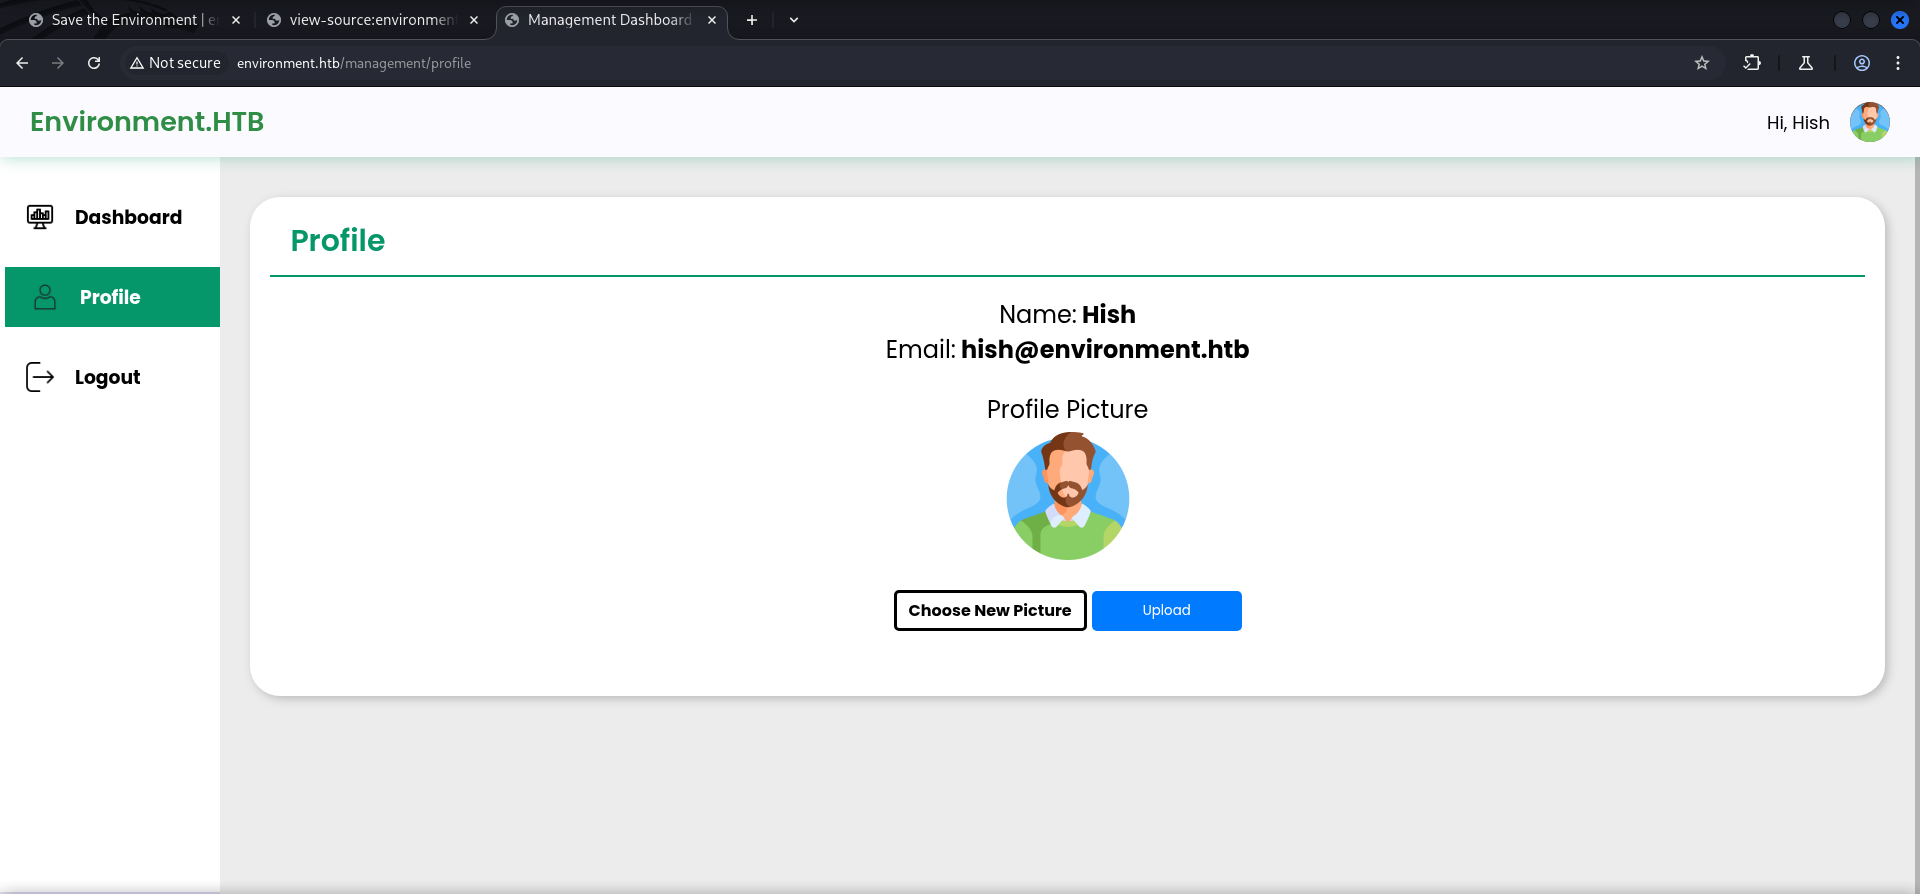 Save the Environment | e
view-source:environmen
Management Dashboard
Not secure
environment.htb/management/profile
Environment.HTB
Hi, Hish
Dashboard
Profile
Logout
Profile
Name: Hish
Email: hish@environment.htb
Profile Picture
Choose New Picture
Upload